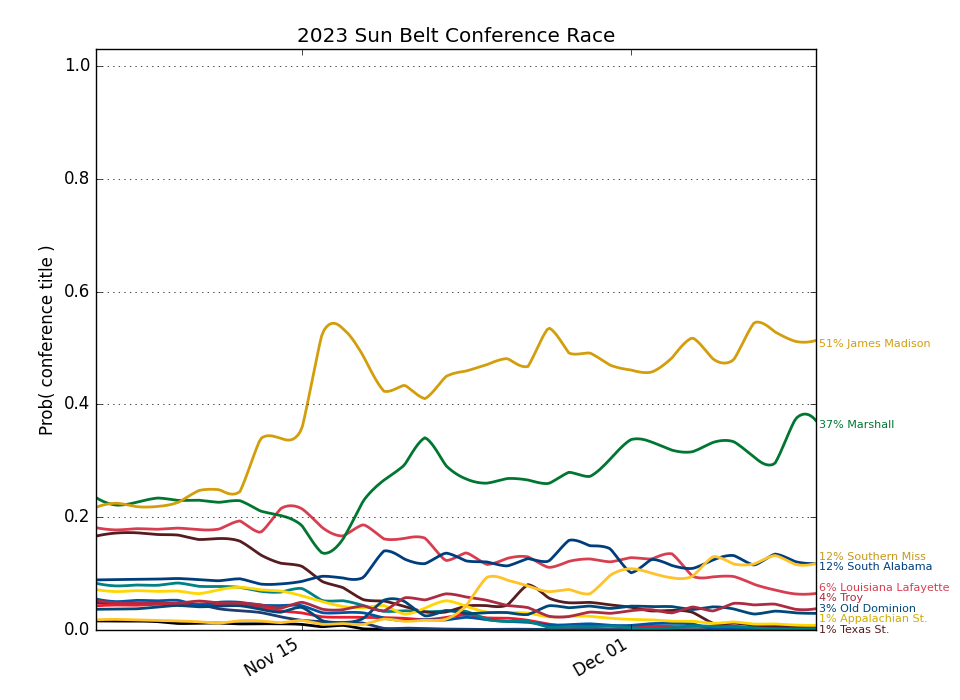 2023 Sun Belt Conference Race
Prob( conference title )
1.0
0.8
0.6
0.4
0.2
0.0
Nov 15
Dec 01
51% James Madison
37% Marshall
12% Southern Miss
12% South Alabama
6% Louisiana Lafayette
4% Troy
3% Old Dominion
1% Appalachian St.
1% Texas St.